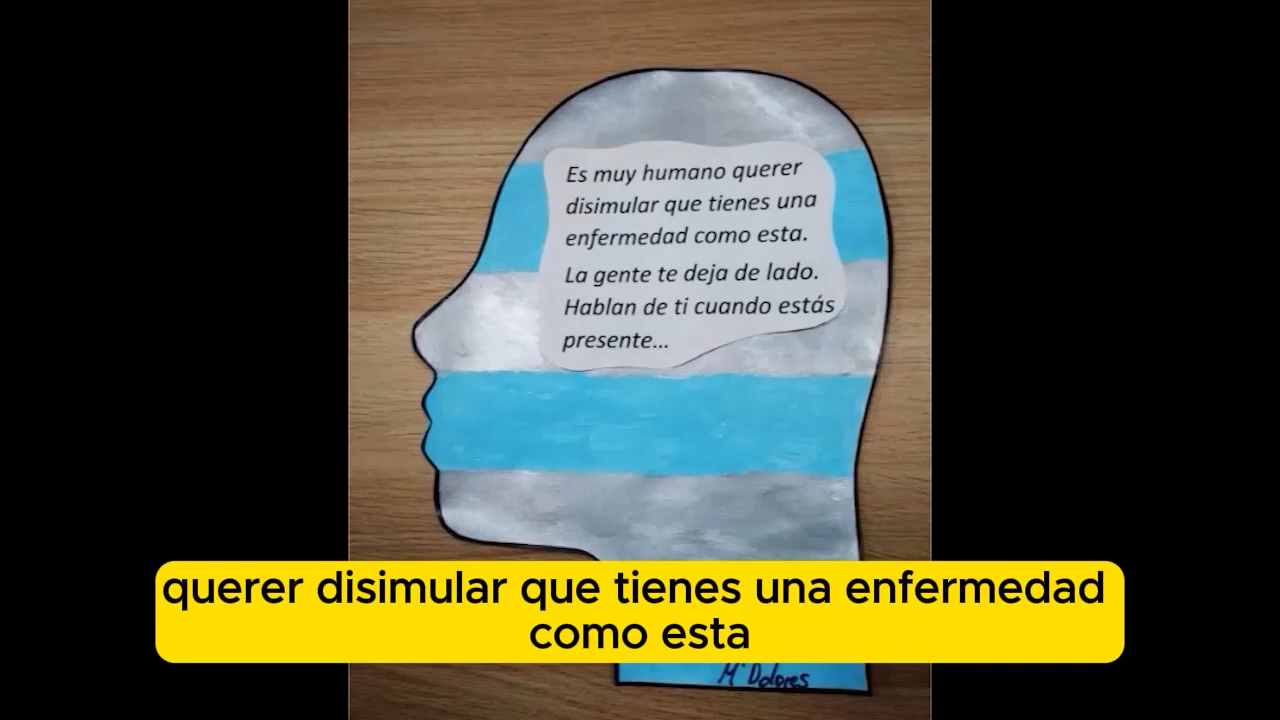 Es muy humano querer
disimular que tienes una
enfermedad como esta.
La gente te deja de lado.
Hablan de ti cuando estás
presente...
querer disimular que tienes una enfermedad
como esta
Mª Dolores